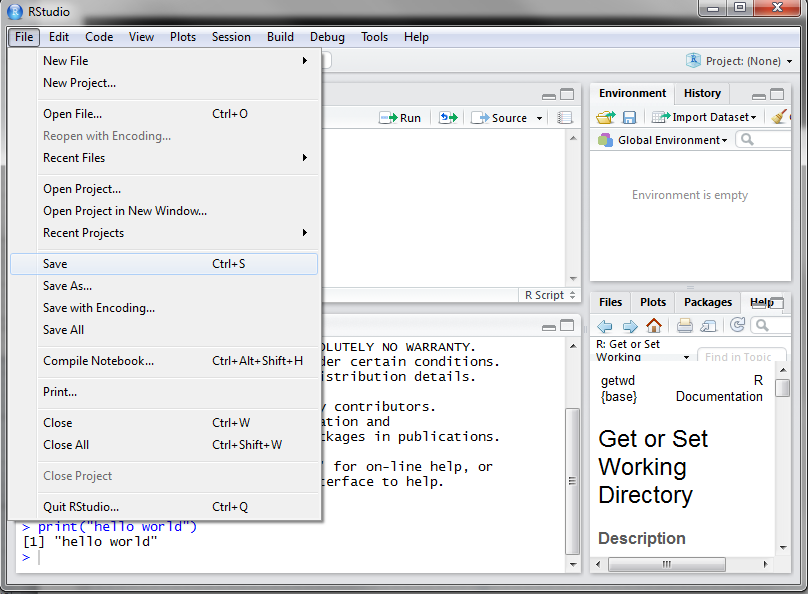 RStudio
File Edit Code View Plots Session Build Debug Tools Help
New File
New Project...
Open File... Ctrl+O
Reopen with Encoding...
Recent Files
Open Project...
Open Project in New Window...
Recent Projects
Save Ctrl+S
Save As...
Save with Encoding...
Save All
Compile Notebook... Ctrl+Alt+Shift+H
Print...
Close Ctrl+W
Close All Ctrl+Shift+W
Close Project
Quit RStudio... Ctrl+Q
Project: (None)
Run Source
R Script
OLUTELY NO WARRANTY.
der certain conditions.
istribution details.
y contributors.
ation and
ckages in publications.
' for on-line help, or
terface to help.
> print("hello world")
[1] "hello world"
>
Environment History
Import Dataset
Global Environment
Environment is empty
Files Plots Packages Help
R: Get or Set
Working
Find in Topic
getwd R
{base} Documentation
Get or Set
Working
Directory
Description